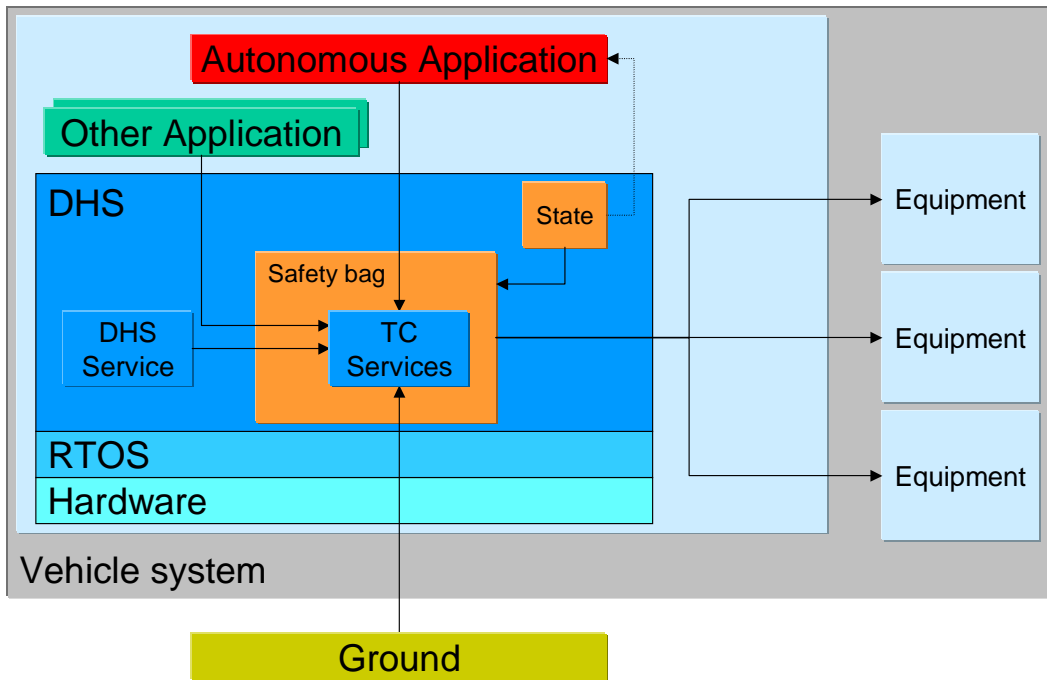 Autonomous Application
Other Application
DHS
State
Equipment
Safety bag
DHS
Service
TC
Services
Equipment
RTOS
Equipment
Hardware
Vehicle system
Ground